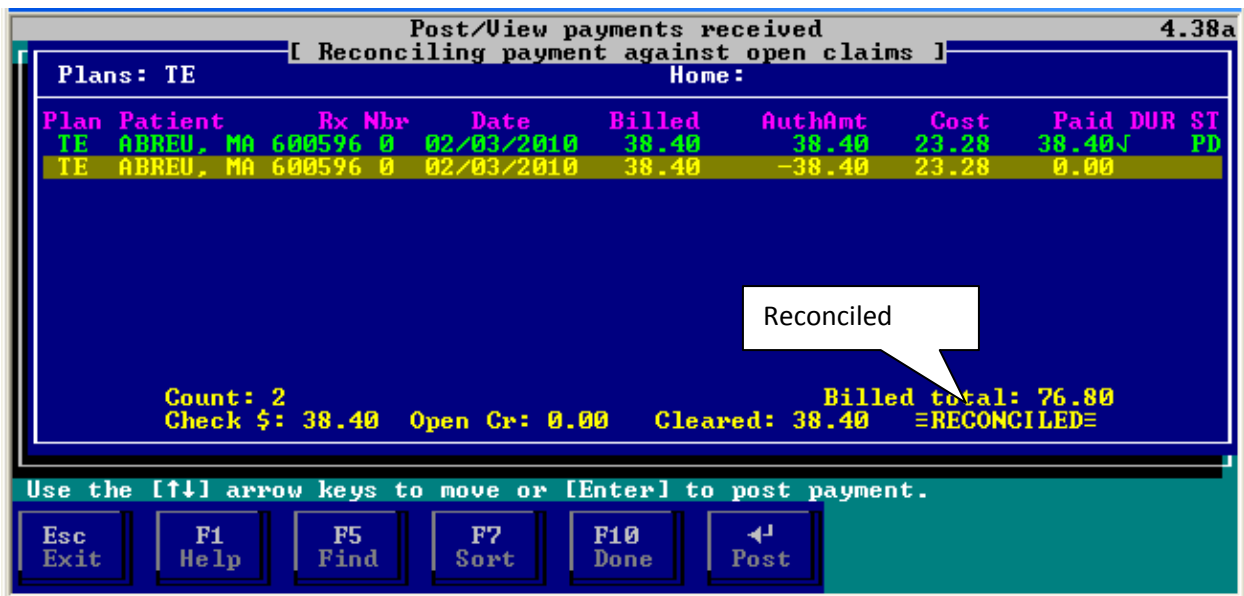 Post/View payments received 4.38a
[ Reconciling payment against open claims ]
Plans: TE Home:
Plan Patient Rx Nbr Date Billed AuthAmt Cost Paid DUR ST
TE ABREU, MA 600596 0 02/03/2010 38.40 38.40 23.28 38.40√ PD
TE ABREU, MA 600596 0 02/03/2010 38.40 -38.40 23.28 0.00
Reconciled
Count: 2 Billed total: 76.80
Check $: 38.40 Open Cr: 0.00 Cleared: 38.40 ≡RECONCILED≡
Use the [↑↓] arrow keys to move or [Enter] to post payment.
Esc F1 F5 F7 F10 ◄┘
Exit Help Find Sort Done Post